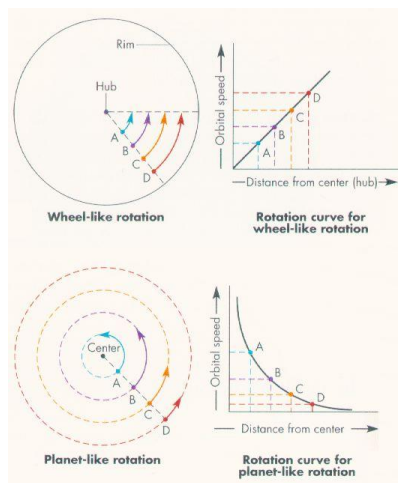 Rim
Hub
A
B
C
D
Wheel-like rotation
Orbital speed
A
B
C
D
Distance from center (hub)
Rotation curve for
wheel-like rotation
Center
A
B
C
D
Planet-like rotation
Orbital speed
A
B
C
D
Distance from center
Rotation curve for
planet-like rotation